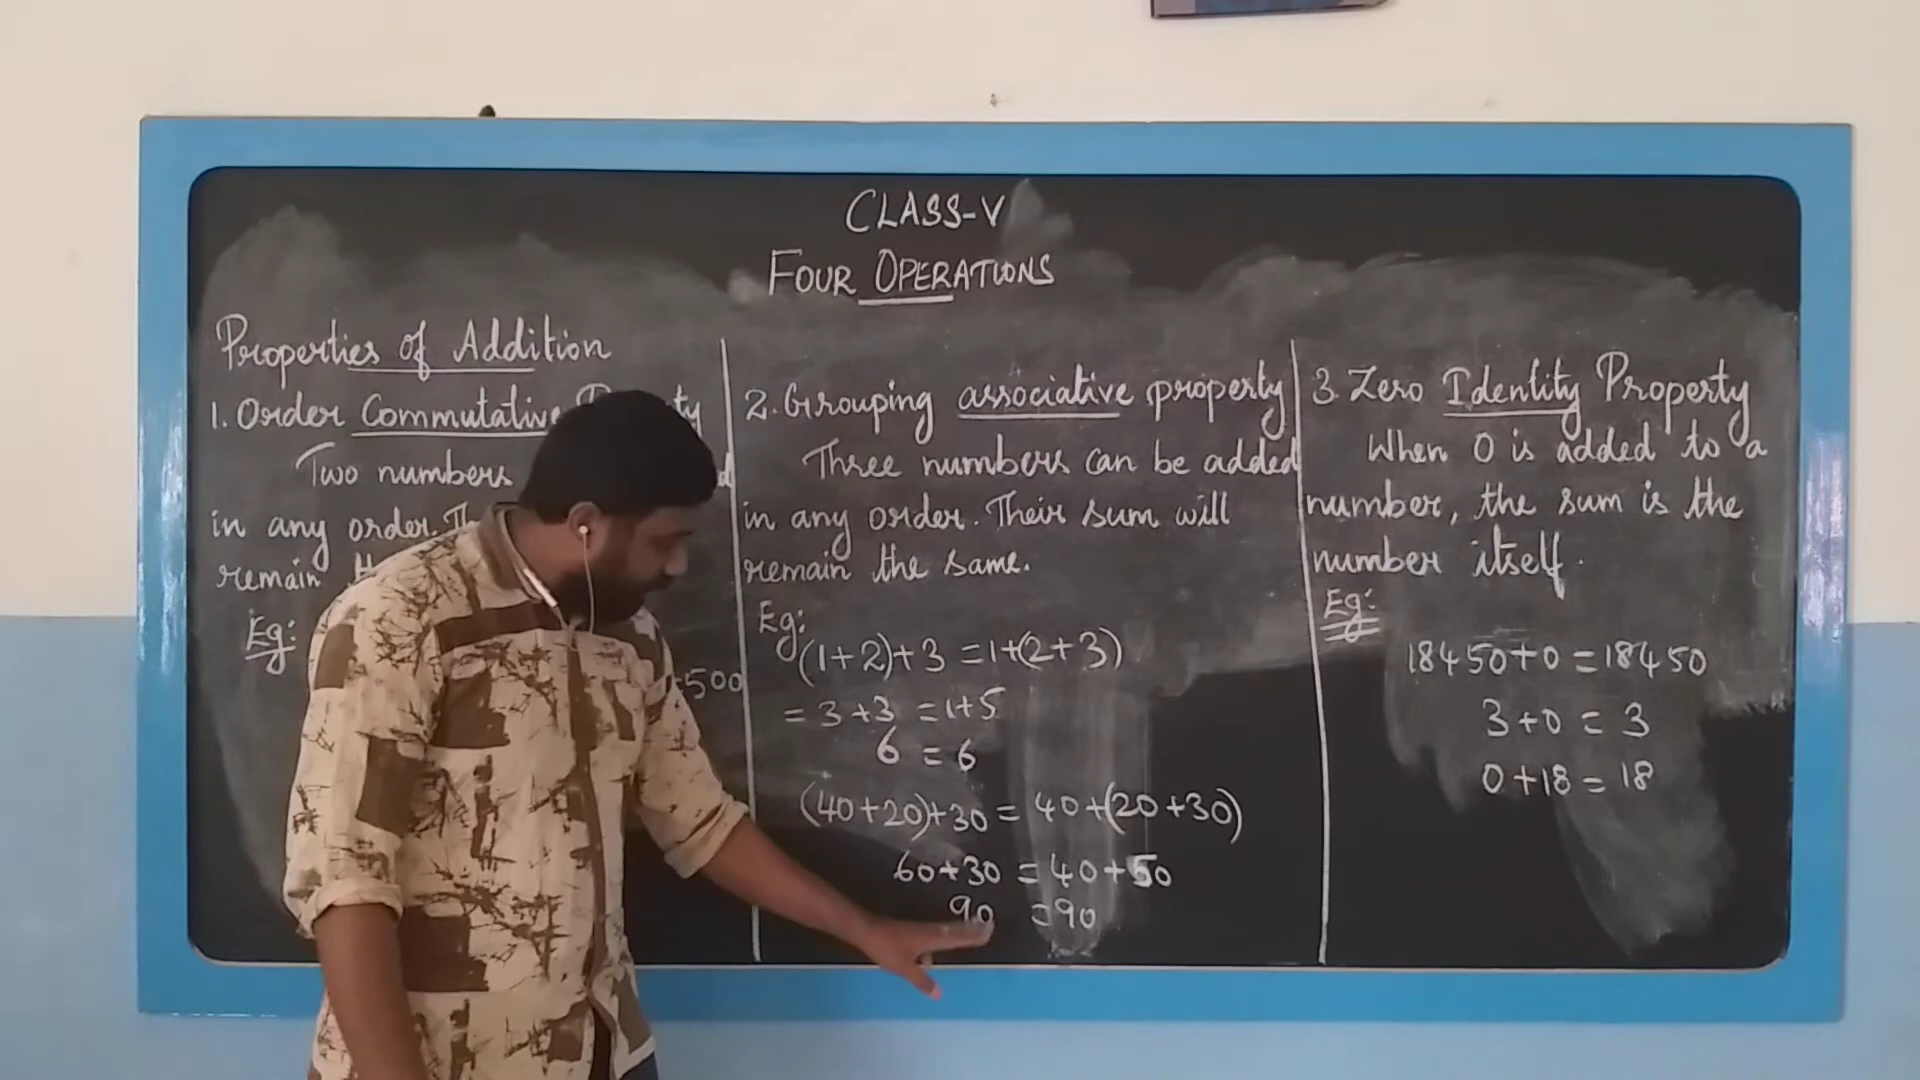 CLASS-V
FOUR OPERATIONS
Properties of Addition
1. Order Commutative
Two numbers
in any order.
remain
Eg:
500
2. Grouping associative property
Three numbers can be added
in any order. Their sum will
remain the same.
Eg:
(1+2)+3 = 1+(2+3)
= 3+3 = 1+5
6 = 6
(40+20)+30 = 40+(20+30)
60+30 = 40+50
90 = 90
3. Zero Identity Property
When 0 is added to a
number, the sum is the
number itself.
Eg:
18450+0 = 18450
3+0 = 3
0+18 = 18